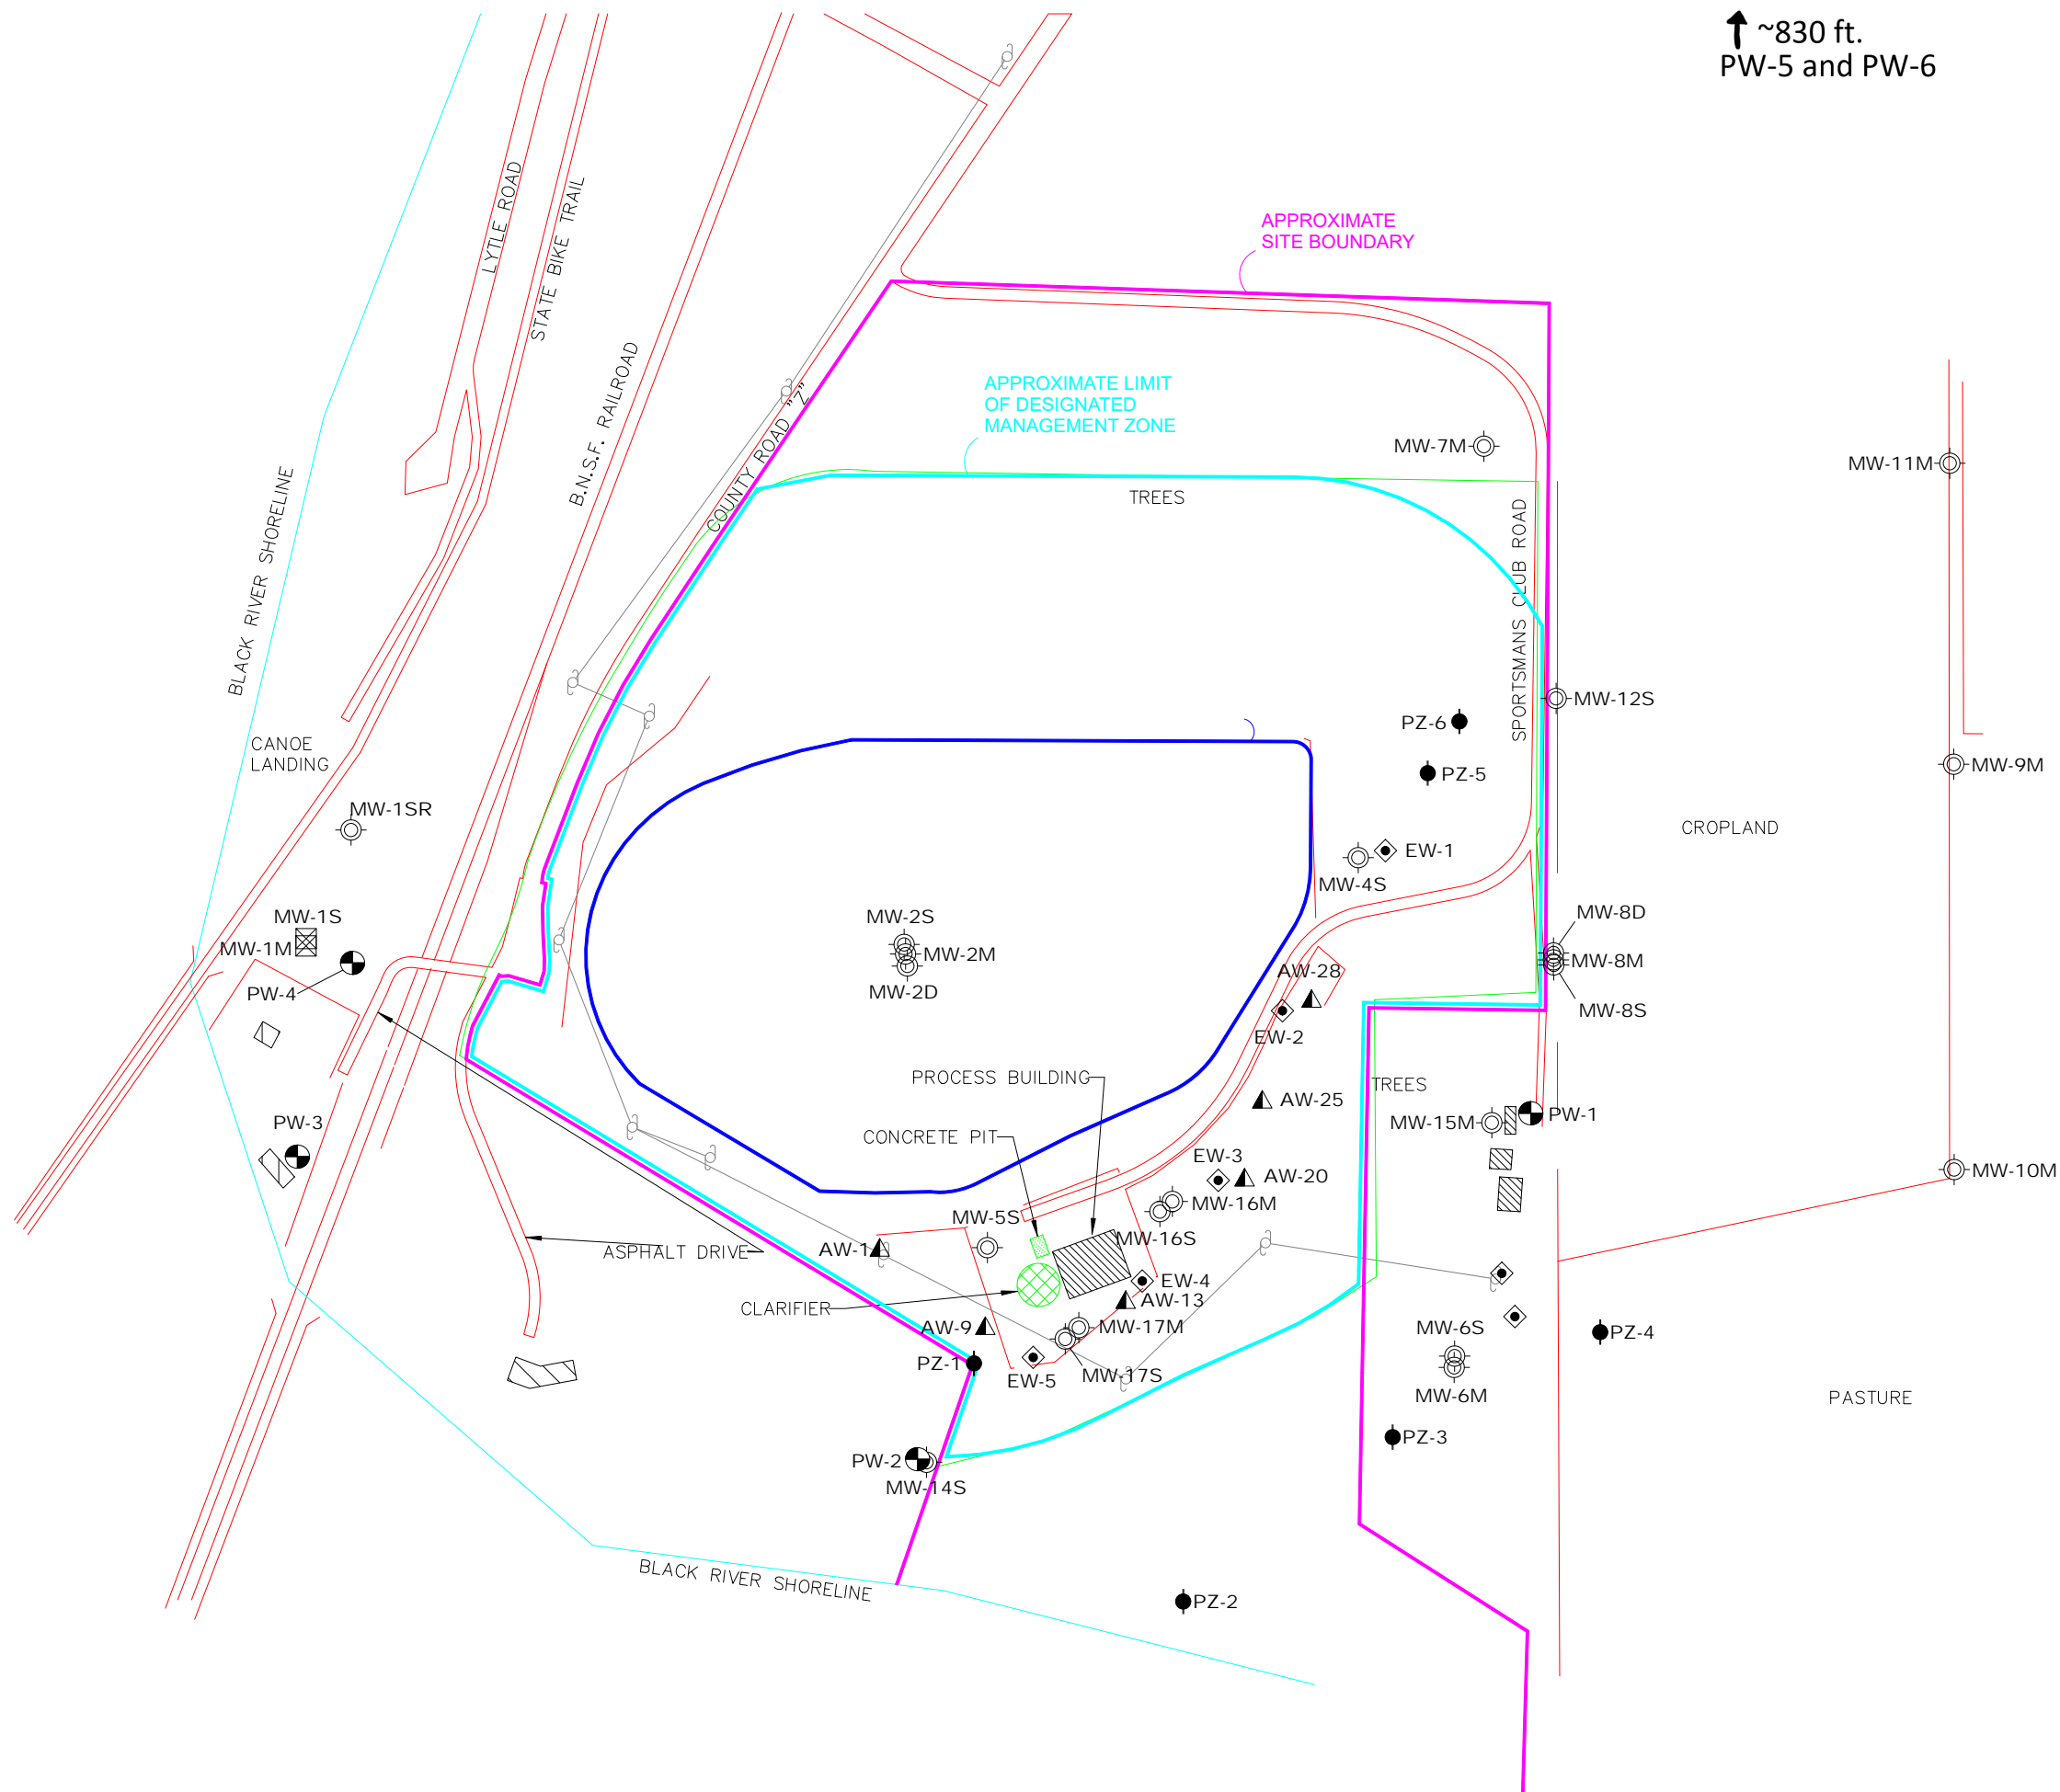 ~830 ft.
PW-5 and PW-6
LYTLE ROAD
STATE BIKE TRAIL
APPROXIMATE
SITE BOUNDARY
B.N.S.F. RAILROAD
COUNTY ROAD "Z"
APPROXIMATE LIMIT
OF DESIGNATED
MANAGEMENT ZONE
MW-7M
MW-11M
TREES
BLACK RIVER SHORELINE
SPORTSMANS CLUB ROAD
MW-12S
PZ-6
CANOE
LANDING
PZ-5
MW-9M
MW-1SR
CROPLAND
EW-1
MW-4S
MW-1S
MW-2S
MW-8D
MW-1M
MW-2M
MW-8M
AW-28
PW-4
MW-2D
MW-8S
EW-2
PROCESS BUILDING
TREES
AW-25
PW-3
MW-15M
PW-1
CONCRETE PIT
EW-3
AW-20
MW-10M
MW-16M
MW-5S
MW-16S
ASPHALT DRIVE
AW-1
EW-4
CLARIFIER
AW-13
AW-9
MW-17M
MW-6S
PZ-4
PZ-1
EW-5
MW-17S
MW-6M
PASTURE
PZ-3
PW-2
MW-14S
BLACK RIVER SHORELINE
PZ-2